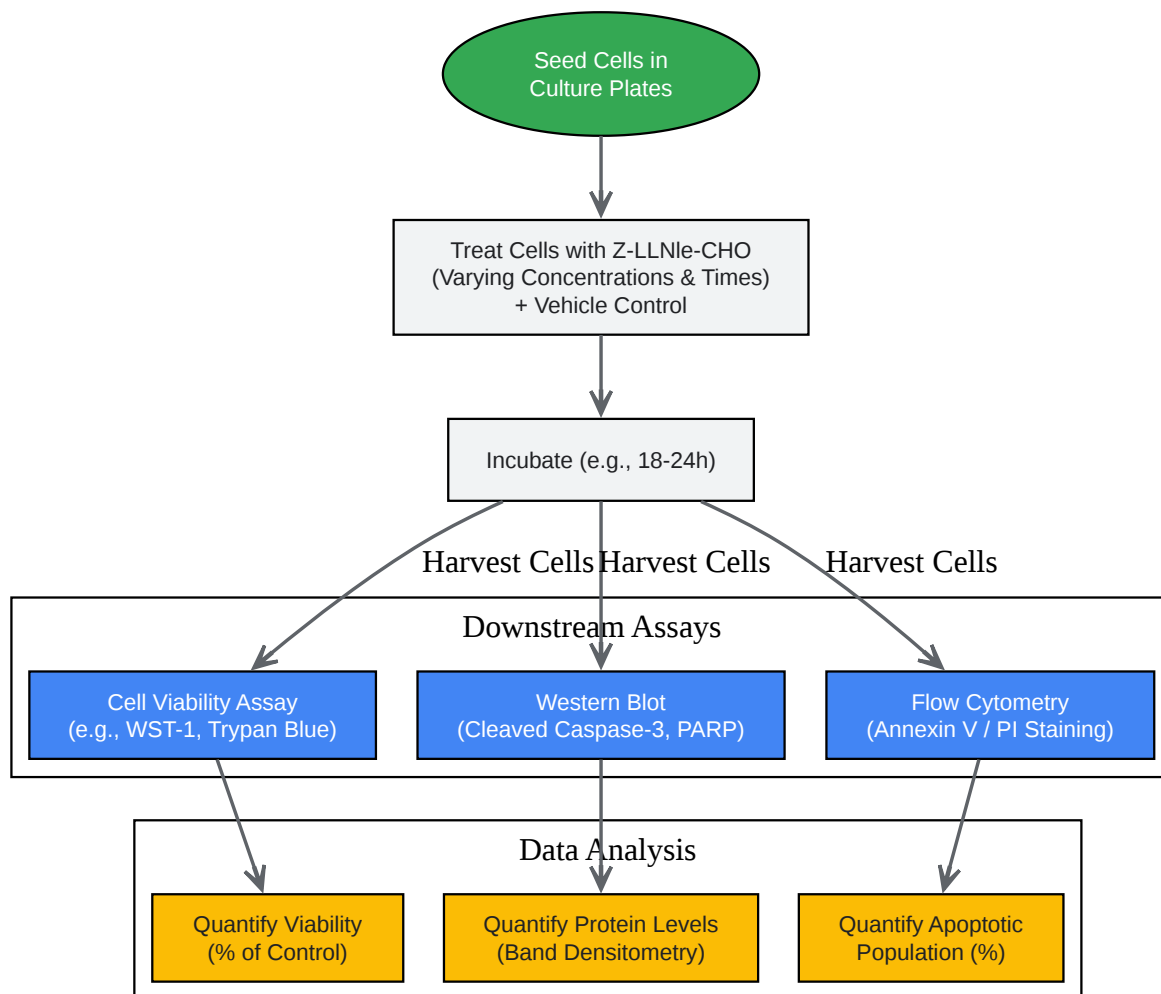 Seed Cells in
Culture Plates
Treat Cells with Z-LLNle-CHO
(Varying Concentrations & Times)
+ Vehicle Control
Incubate (e.g., 18-24h)
Harvest Cells
Harvest Cells
Harvest Cells
Downstream Assays
Cell Viability Assay
(e.g., WST-1, Trypan Blue)
Western Blot
(Cleaved Caspase-3, PARP)
Flow Cytometry
(Annexin V / PI Staining)
Data Analysis
Quantify Viability
(% of Control)
Quantify Protein Levels
(Band Densitometry)
Quantify Apoptotic
Population (%)